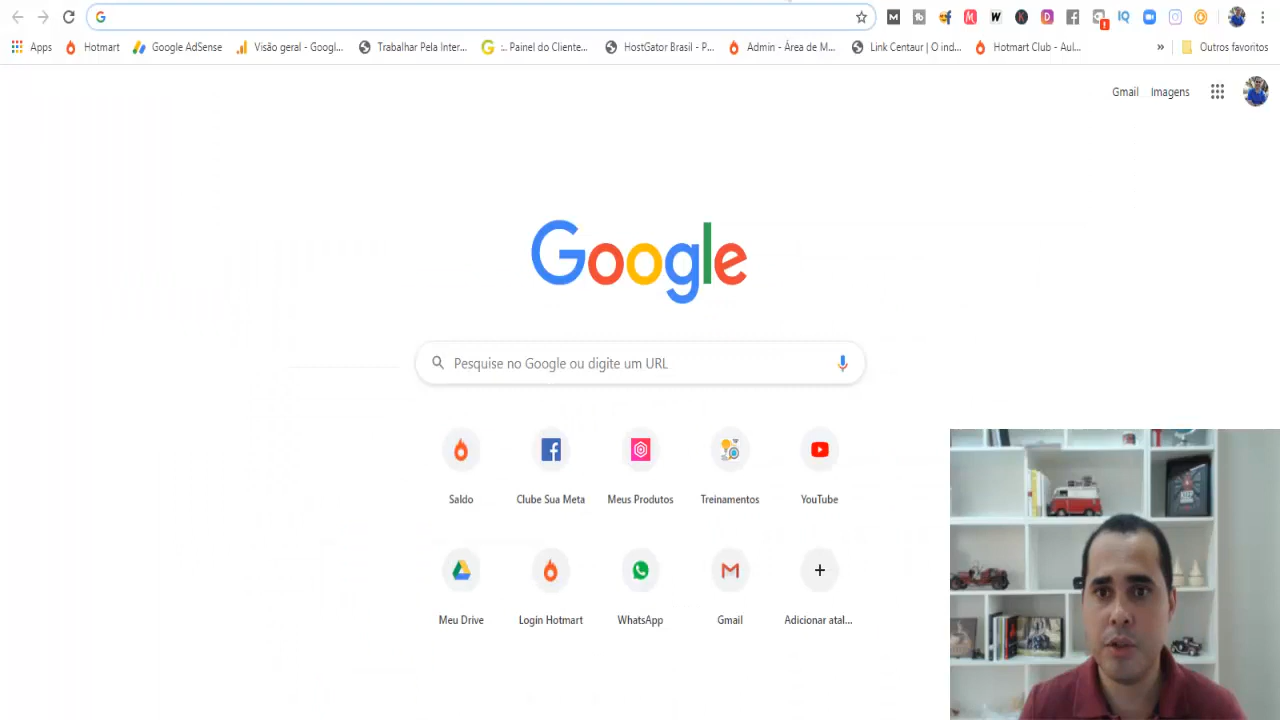 Apps Hotmart Google AdSense Visão geral - Googl... Trabalhar Pela Inter... :. Painel do Cliente... HostGator Brasil - P... Admin - Área de M... Link Centaur | O ind... Hotmart Club - Aul... » Outros favoritos
Gmail Imagens
Google
Pesquise no Google ou digite um URL
Saldo Clube Sua Meta Meus Produtos Treinamentos YouTube
Meu Drive Login Hotmart WhatsApp Gmail Adicionar atal...